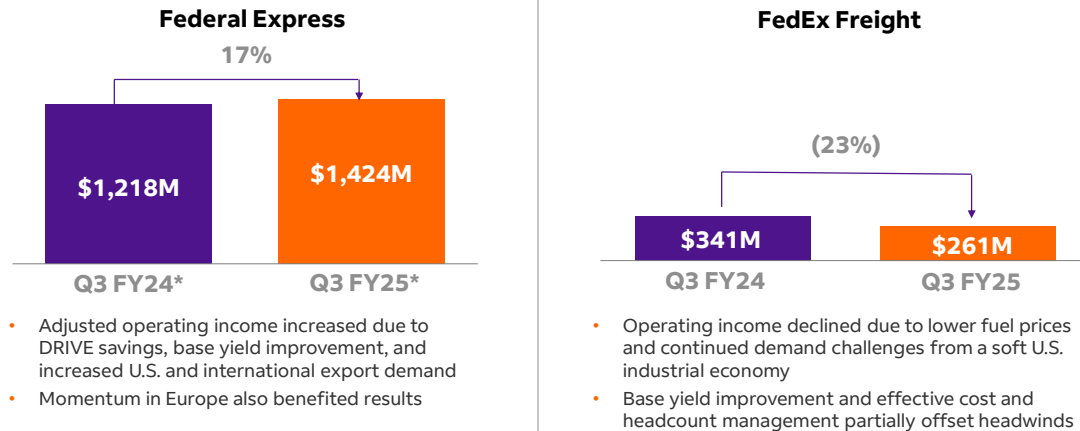 Federal Express
17%
$1,218M
$1,424M
Q3 FY24*
Q3 FY25*
• Adjusted operating income increased due to
DRIVE savings, base yield improvement, and
increased U.S. and international export demand
• Momentum in Europe also benefited results
FedEx Freight
(23%)
$341M
$261M
Q3 FY24
Q3 FY25
• Operating income declined due to lower fuel prices
and continued demand challenges from a soft U.S.
industrial economy
• Base yield improvement and effective cost and
headcount management partially offset headwinds